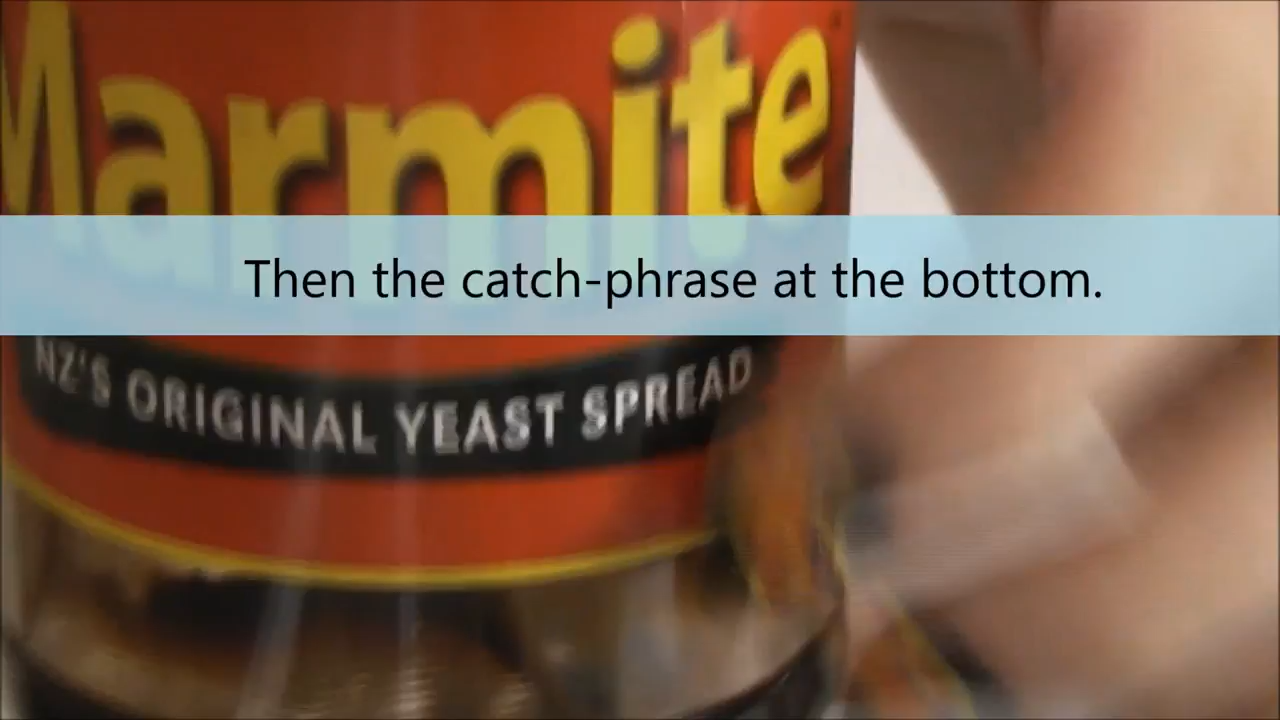 Marmite
Then the catch-phrase at the bottom.
NZ'S ORIGINAL YEAST SPREAD